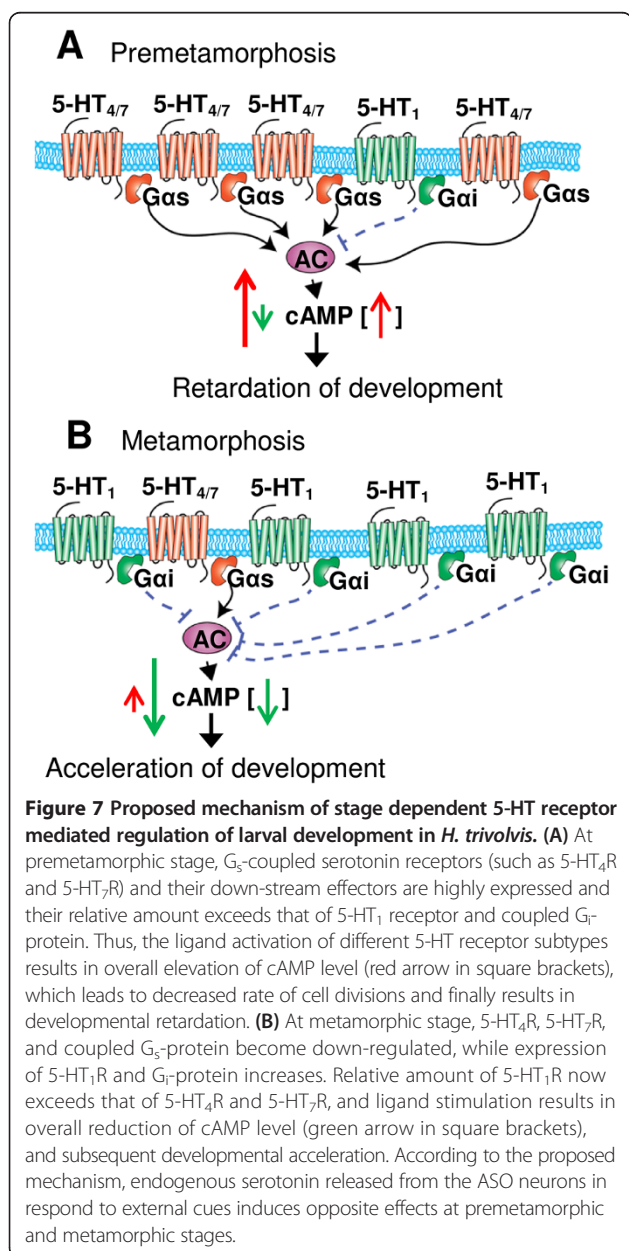 A Premetamorphosis
5-HT4/7 5-HT4/7 5-HT4/7 5-HT1 5-HT4/7
Gαs Gαs Gαs Gαi Gαs
AC
cAMP [ ]
Retardation of development
B Metamorphosis
5-HT1 5-HT4/7 5-HT1 5-HT1 5-HT1
Gαi Gαs Gαi Gαi Gαi
AC
cAMP [ ]
Acceleration of development
Figure 7 Proposed mechanism of stage dependent 5-HT receptor
mediated regulation of larval development in H. trivolvis. (A) At
premetamorphic stage, Gs-coupled serotonin receptors (such as 5-HT4R
and 5-HT7R) and their down-stream effectors are highly expressed and
their relative amount exceeds that of 5-HT1 receptor and coupled Gi-
protein. Thus, the ligand activation of different 5-HT receptor subtypes
results in overall elevation of cAMP level (red arrow in square brackets),
which leads to decreased rate of cell divisions and finally results in
developmental retardation. (B) At metamorphic stage, 5-HT4R, 5-HT7R,
and coupled Gs-protein become down-regulated, while expression
of 5-HT1R and Gi-protein increases. Relative amount of 5-HT1R now
exceeds that of 5-HT4R and 5-HT7R, and ligand stimulation results in
overall reduction of cAMP level (green arrow in square brackets),
and subsequent developmental acceleration. According to the proposed
mechanism, endogenous serotonin released from the ASO neurons in
respond to external cues induces opposite effects at premetamorphic
and metamorphic stages.